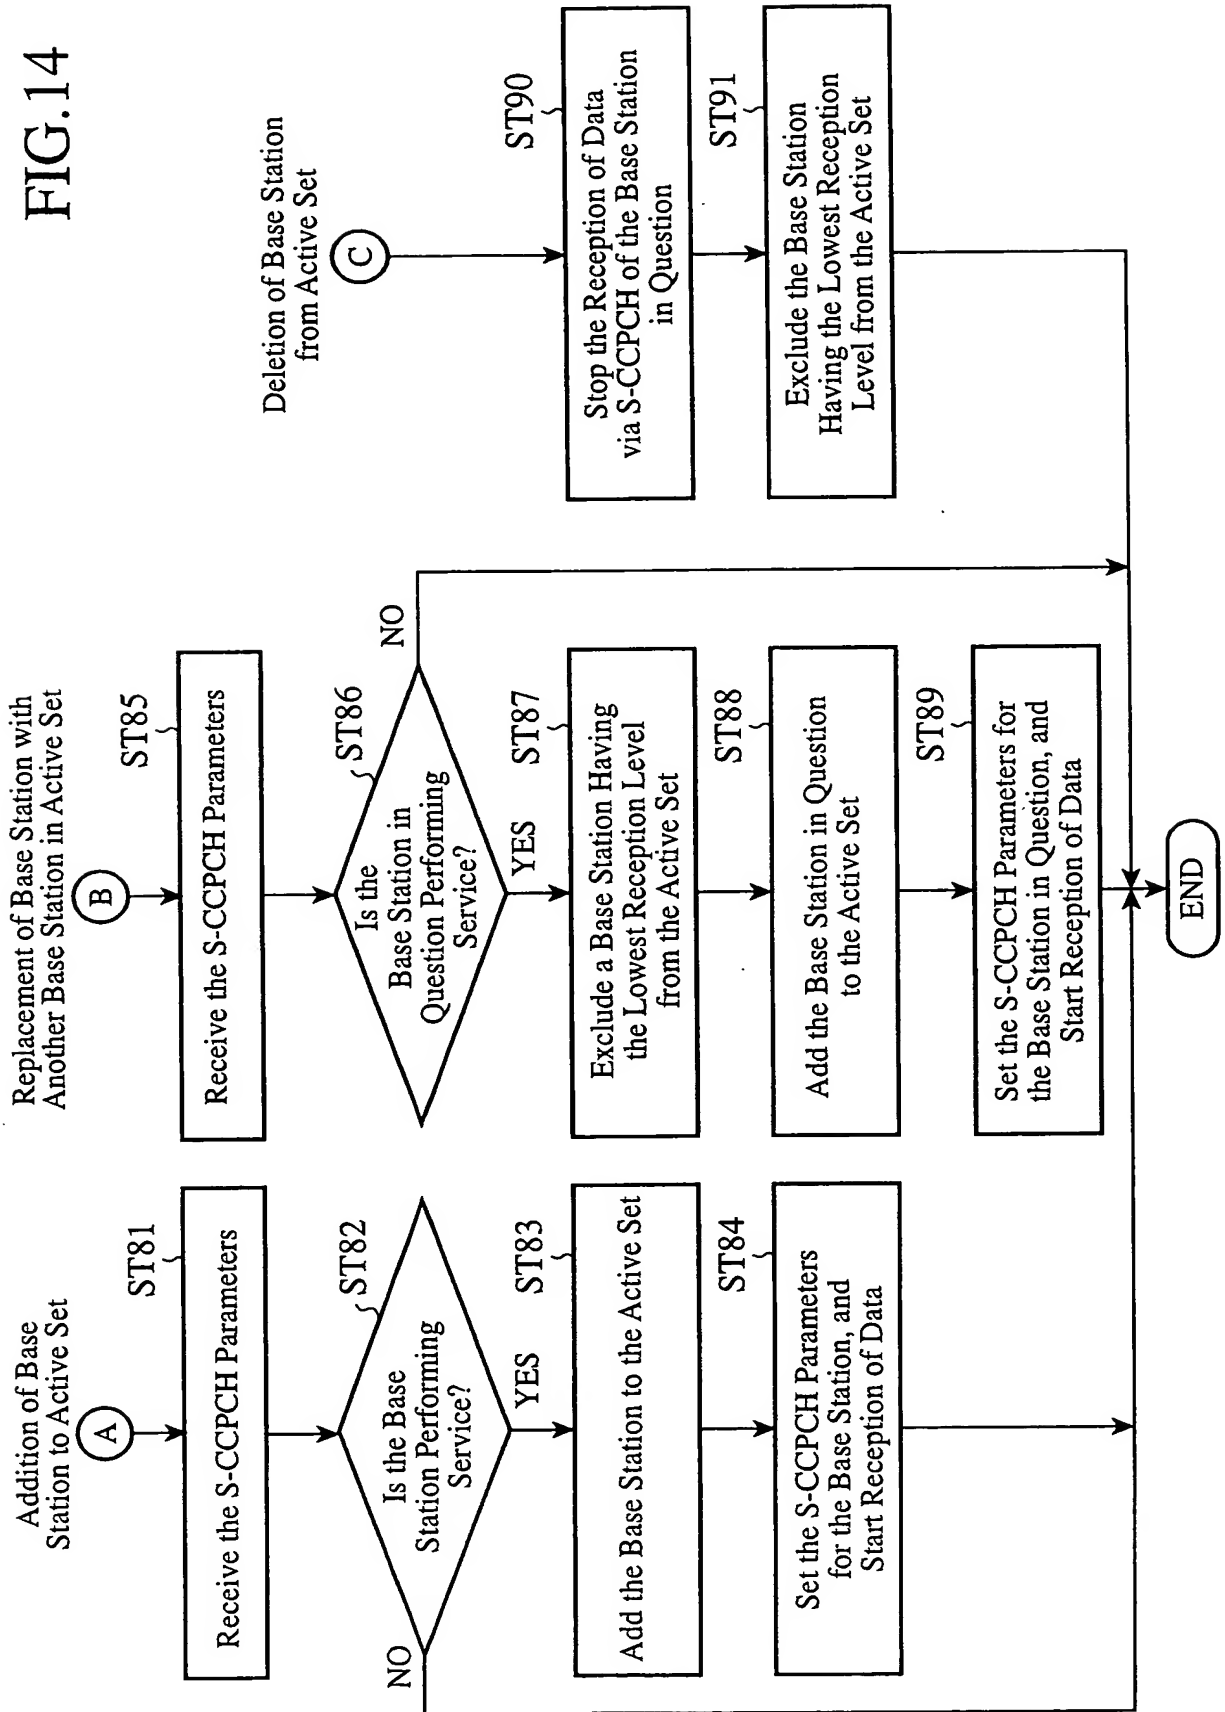 FIG.14
Addition of Base
Station to Active Set
A
ST81
Receive the S-CCPCH Parameters
ST82
Is the Base
Station Performing
Service?
NO
YES
ST83
Add the Base Station to the Active Set
ST84
Set the S-CCPCH Parameters
for the Base Station, and
Start Reception of Data
Replacement of Base Station with
Another Base Station in Active Set
B
ST85
Receive the S-CCPCH Parameters
ST86
Is the
Base Station in
Question Performing
Service?
NO
YES
ST87
Exclude a Base Station Having
the Lowest Reception Level
from the Active Set
ST88
Add the Base Station in Question
to the Active Set
ST89
Set the S-CCPCH Parameters for
the Base Station in Question, and
Start Reception of Data
Deletion of Base Station
from Active Set
C
ST90
Stop the Reception of Data
via S-CCPCH of the Base Station
in Question
ST91
Exclude the Base Station
Having the Lowest Reception
Level from the Active Set
END